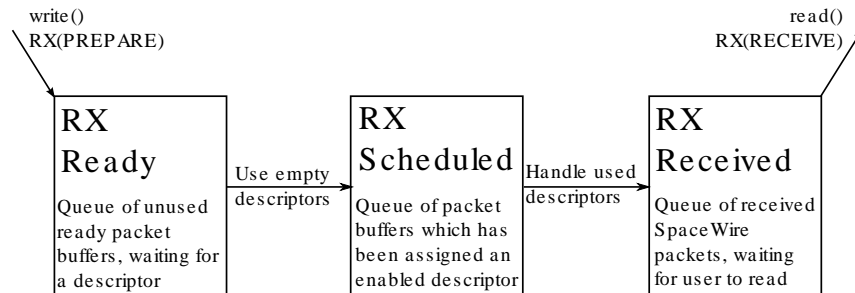 write()
RX(PREPARE)
read()
RX(RECEIVE)
RX
Ready
Queue of unused
ready packet
buffers, waiting for
a descriptor
Use empty
descriptors
RX
Scheduled
Queue of packet
buffers which has
been assigned an
enabled descriptor
Handle used
descriptors
RX
Received
Queue of received
SpaceWire
packets, waiting
for user to read